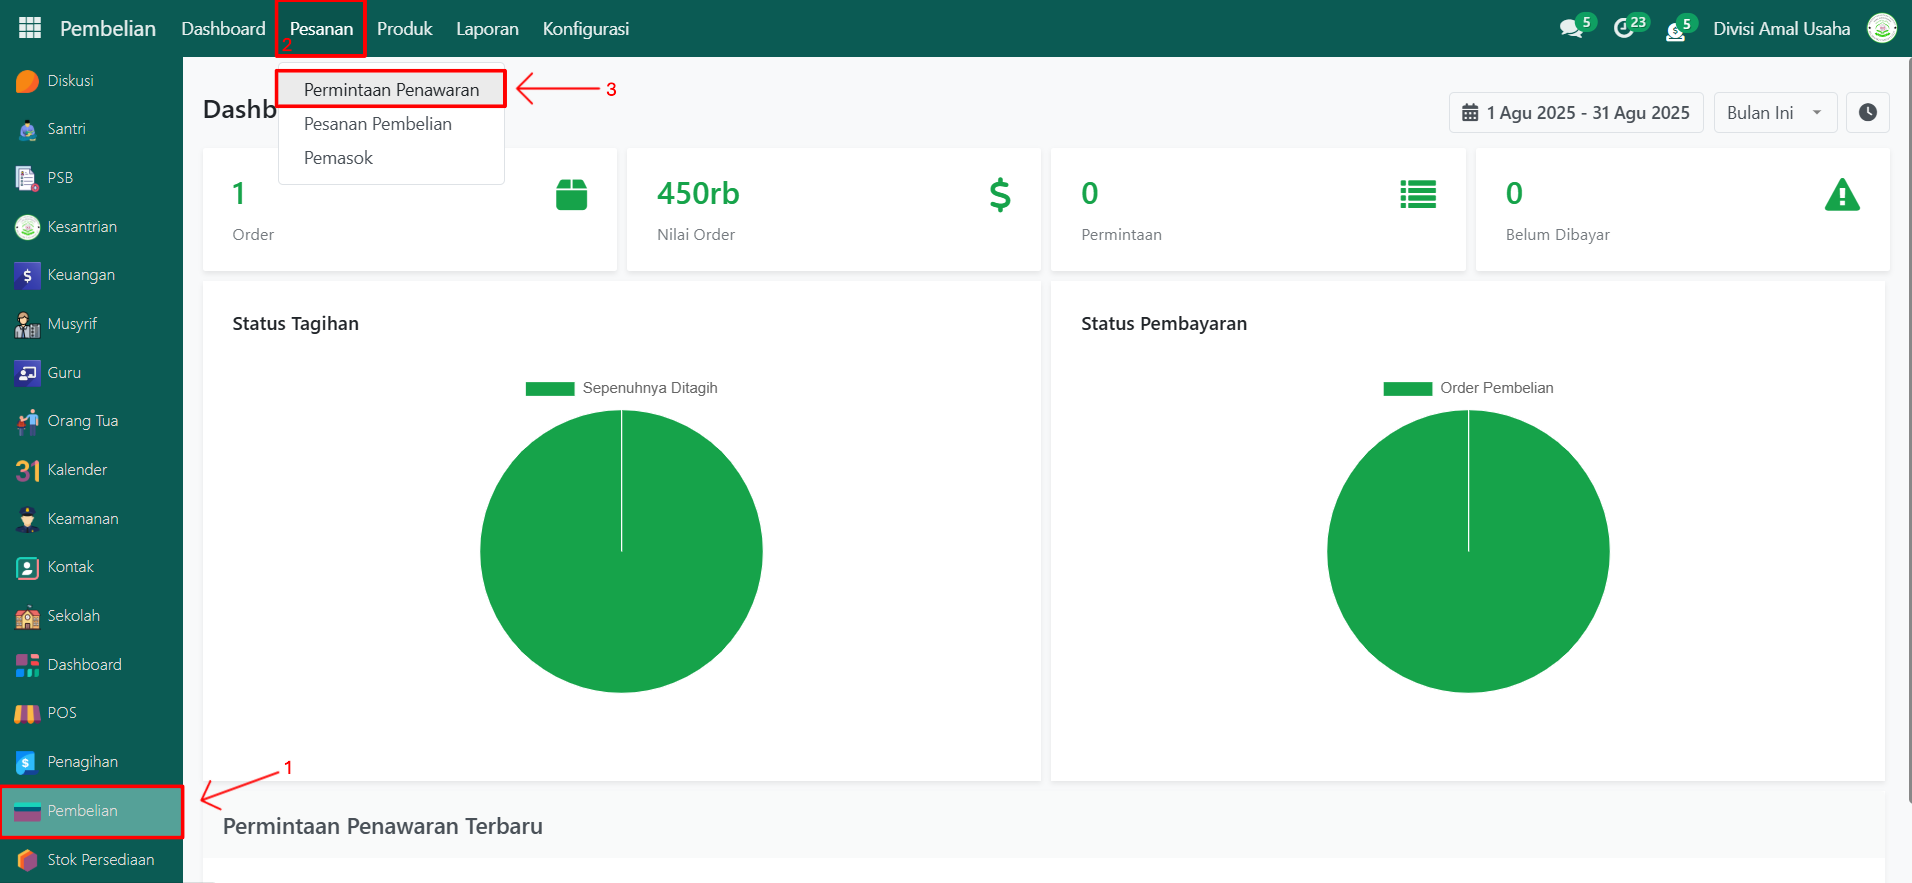 Pembelian Dashboard Pesanan Produk Laporan Konfigurasi 5 23 5 Divisi Amal Usaha
2
Diskusi
Santri
PSB
Kesantrian
Keuangan
Musyrif
Guru
Orang Tua
31 Kalender
Keamanan
Kontak
Sekolah
Dashboard
POS
Penagihan
Pembelian
Stok Persediaan
1
Permintaan Penawaran
3
Pesanan Pembelian
Pemasok
Dashb
1 Agu 2025 - 31 Agu 2025 Bulan Ini
1
Order
450rb
Nilai Order
0
Permintaan
0
Belum Dibayar
Status Tagihan
Sepenuhnya Ditagih
Status Pembayaran
Order Pembelian
Permintaan Penawaran Terbaru